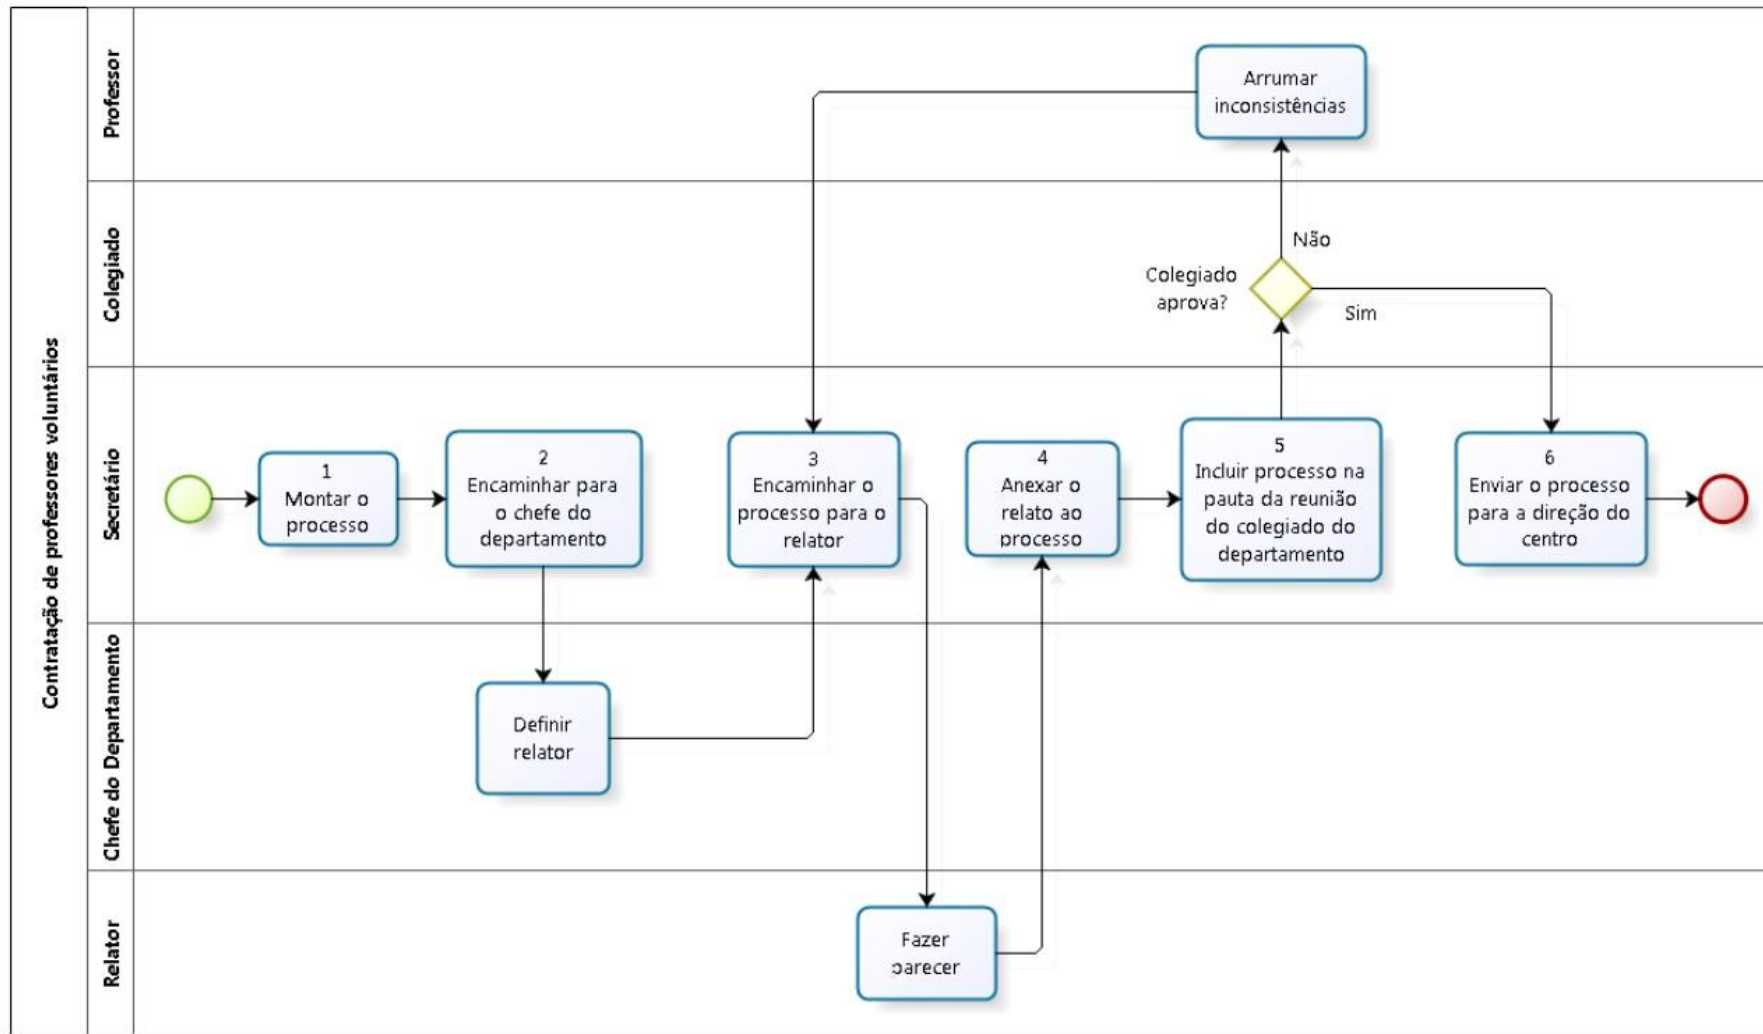 Contratação de professores voluntários
Professor
Arrumar
inconsistências
Colegiado
Não
Colegiado
aprova?
Sim
Secretário
1
Montar o
processo
2
Encaminhar para
o chefe do
departamento
3
Encaminhar o
processo para o
relator
4
Anexar o
relato ao
processo
5
Incluir processo na
pauta da reunião
do colegiado do
departamento
6
Enviar o processo
para a direção do
centro
Chefe do Departamento
Definir
relator
Relator
Fazer
parecer